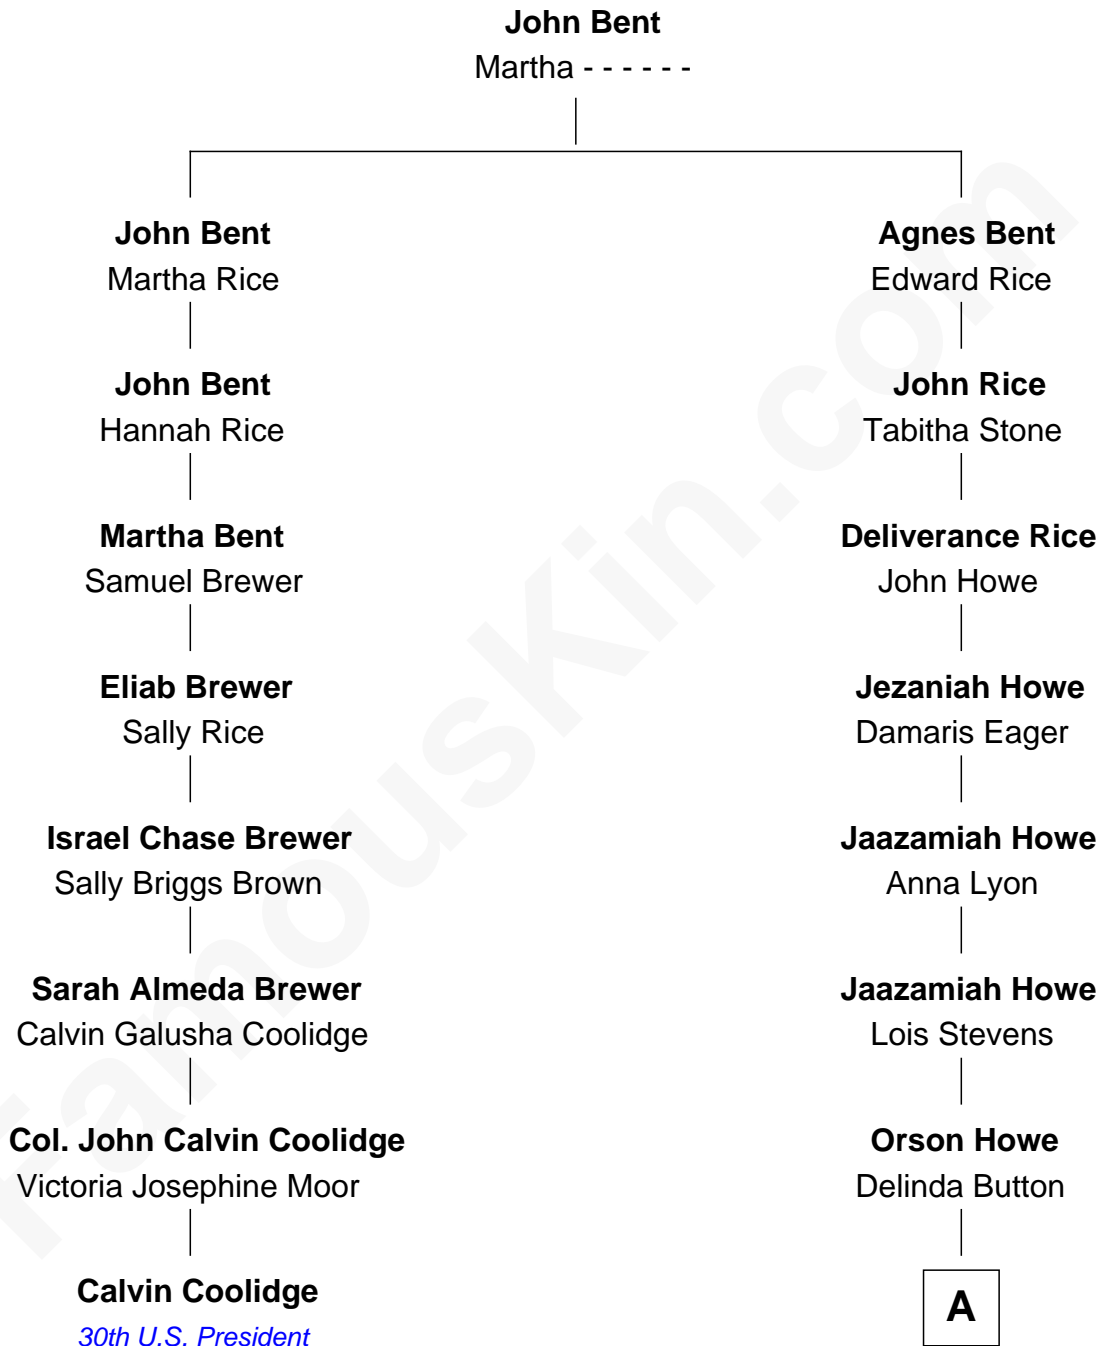 John Bent
Martha - - - - - -
John Bent
Martha Rice
Agnes Bent
Edward Rice
John Bent
Hannah Rice
John Rice
Tabitha Stone
Martha Bent
Samuel Brewer
Deliverance Rice
John Howe
Eliab Brewer
Sally Rice
Jezaniah Howe
Damaris Eager
Israel Chase Brewer
Sally Briggs Brown
Jaazamiah Howe
Anna Lyon
Sarah Almeda Brewer
Calvin Galusha Coolidge
Jaazamiah Howe
Lois Stevens
Col. John Calvin Coolidge
Victoria Josephine Moor
Orson Howe
Delinda Button
Calvin Coolidge
30th U.S. President
A
FamousKin.com